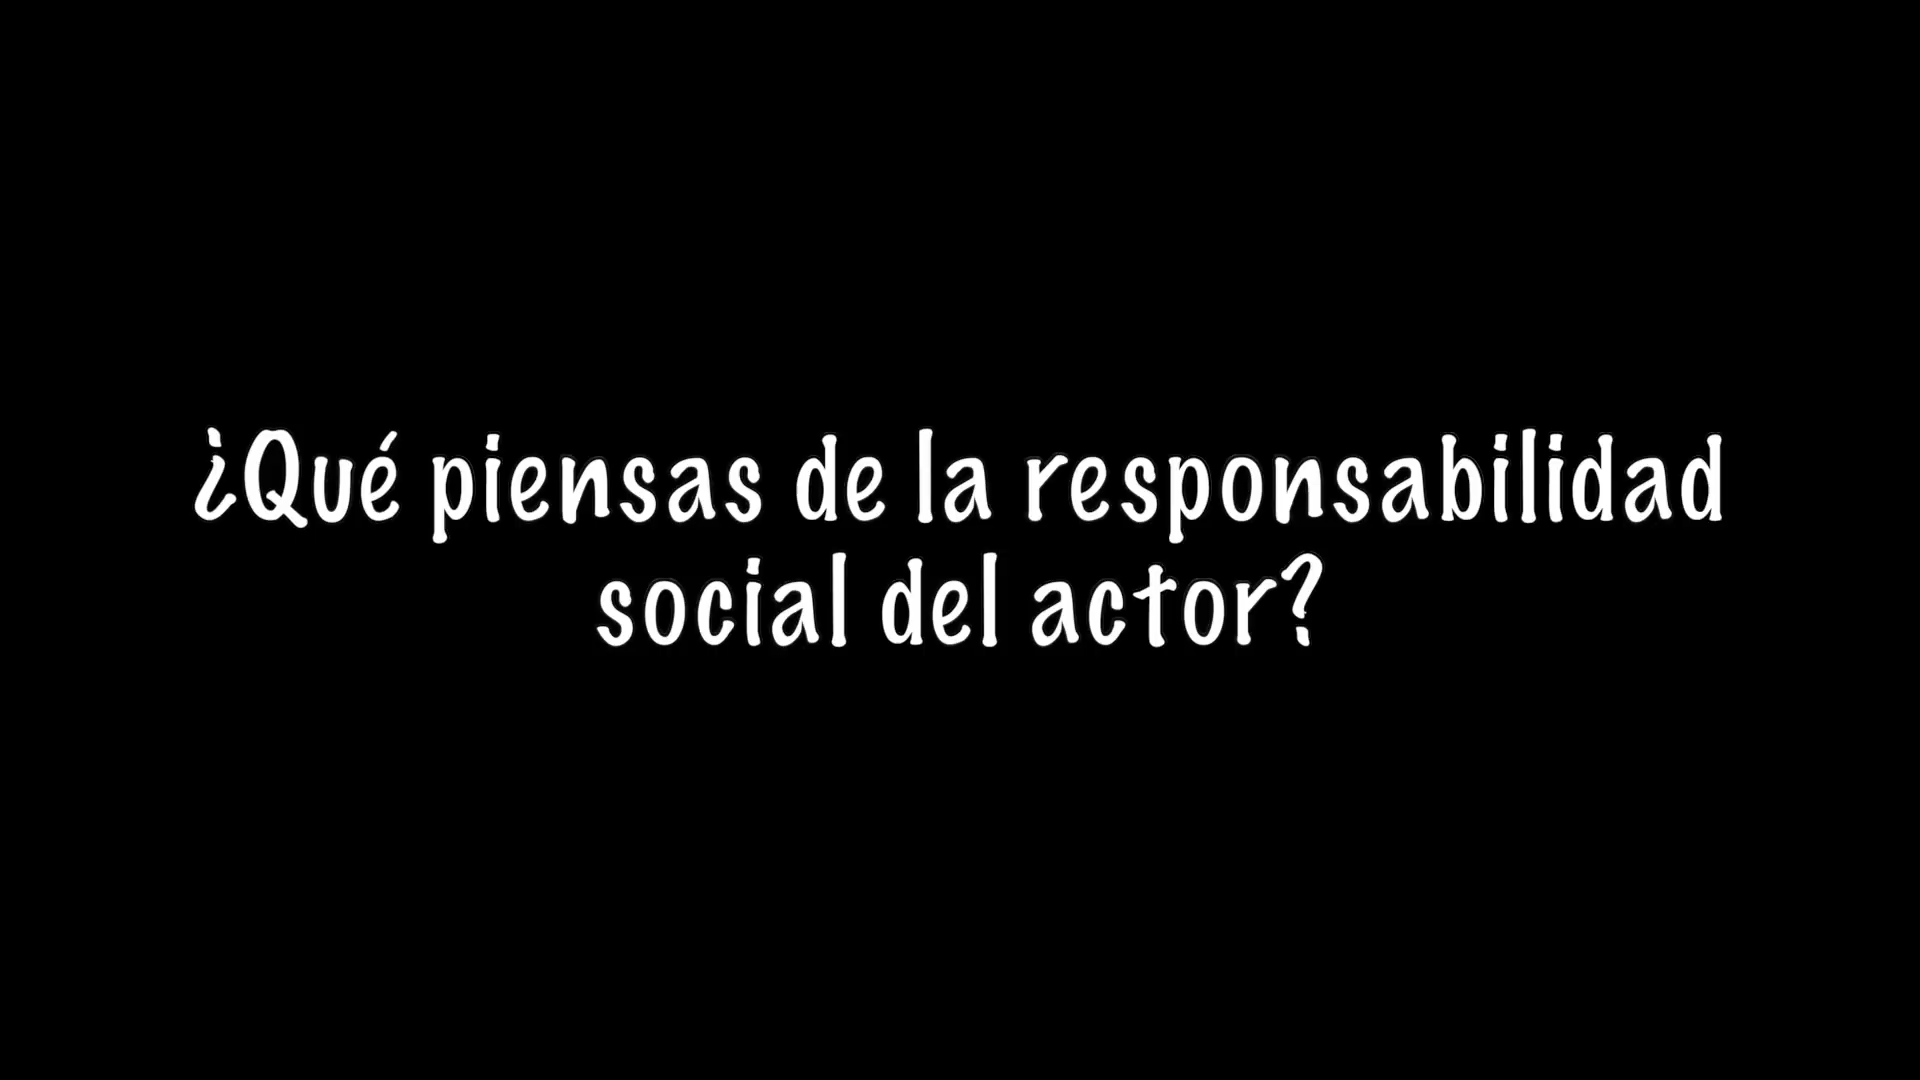 ¿Qué piensas de la responsabilidad
social del actor?